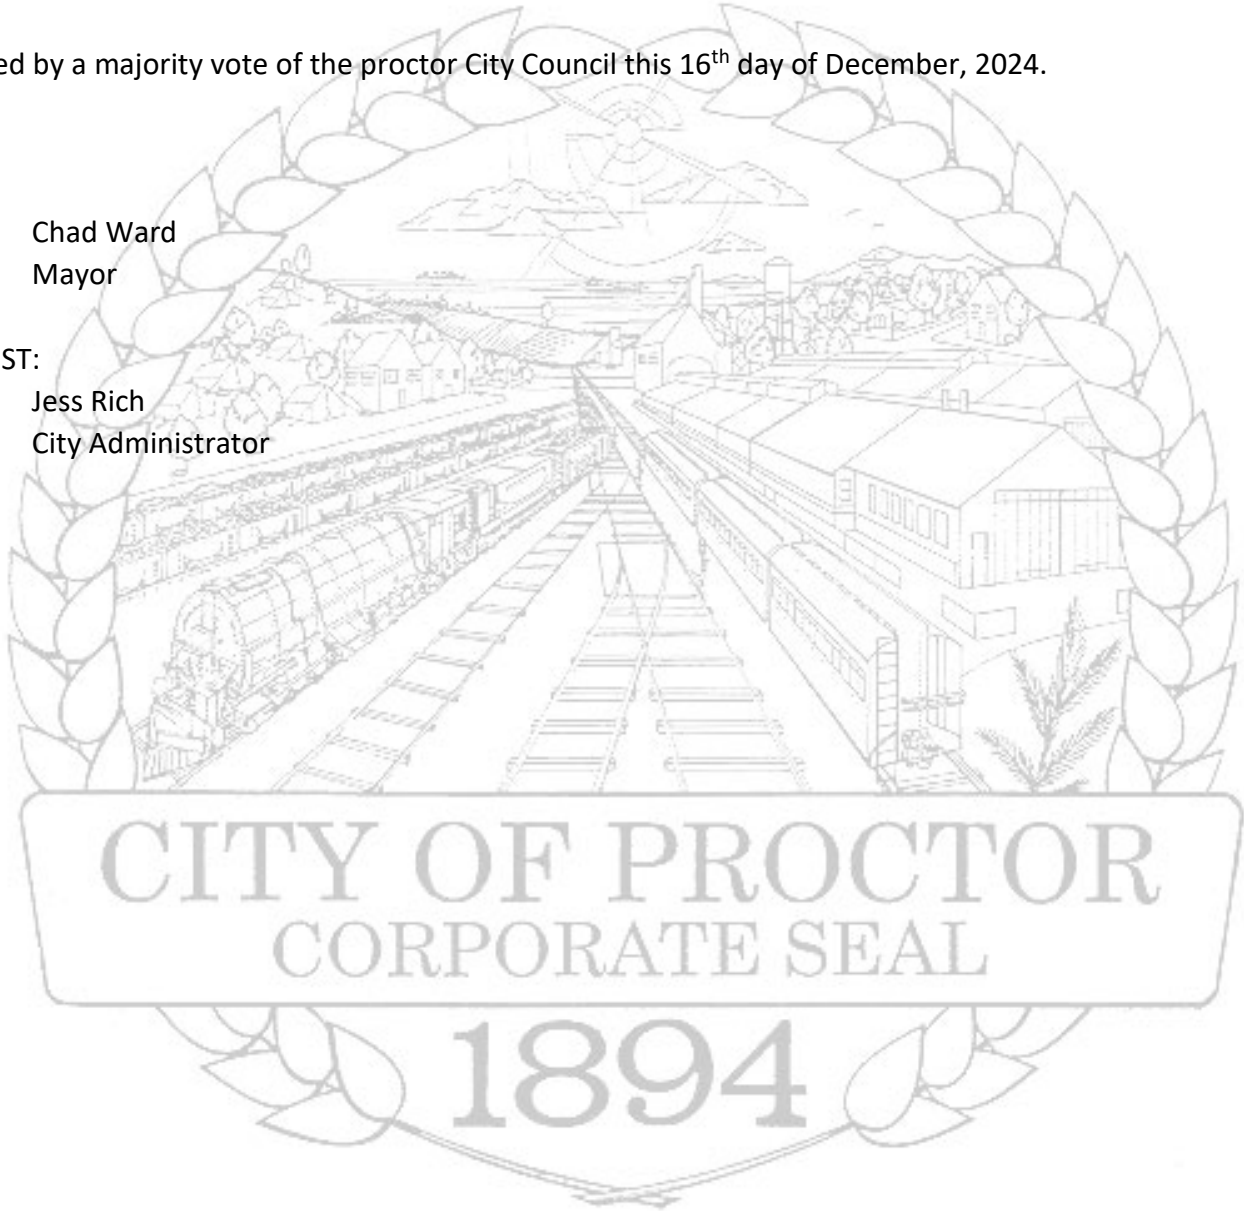 ed by a majority vote of the proctor City Council this 16th day of December, 2024.
Chad Ward
Mayor
ST:
Jess Rich
City Administrator
CITY OF PROCTOR
CORPORATE SEAL
1894